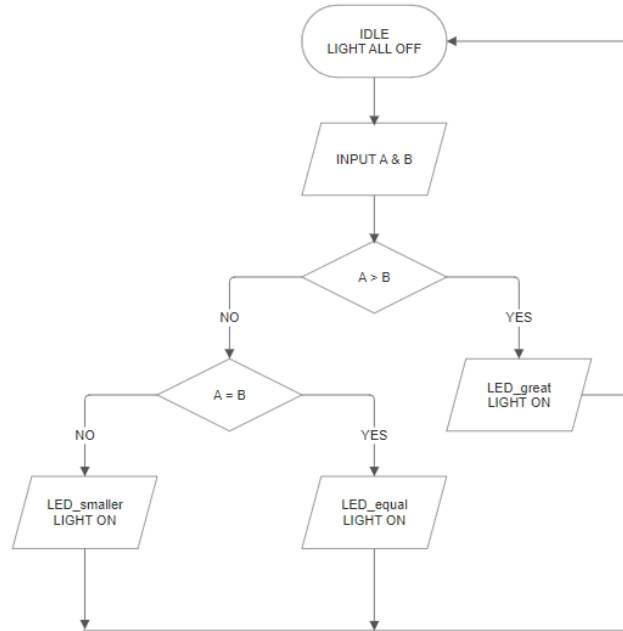 IDLE
LIGHT ALL OFF
INPUT A & B
A > B
NO
YES
A = B
LED_great
LIGHT ON
NO
YES
LED_smaller
LIGHT ON
LED_equal
LIGHT ON